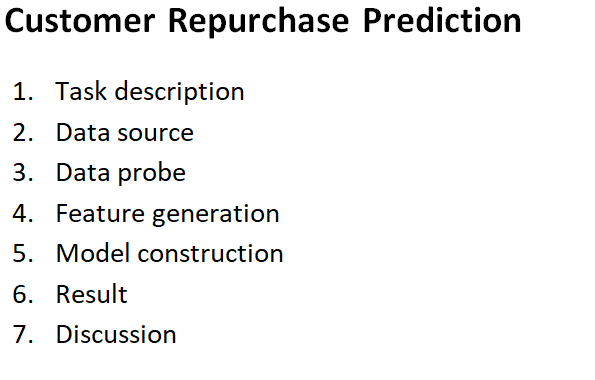 Customer Repurchase Prediction
1. Task description
2. Data source
3. Data probe
4. Feature generation
5. Model construction
6. Result
7. Discussion